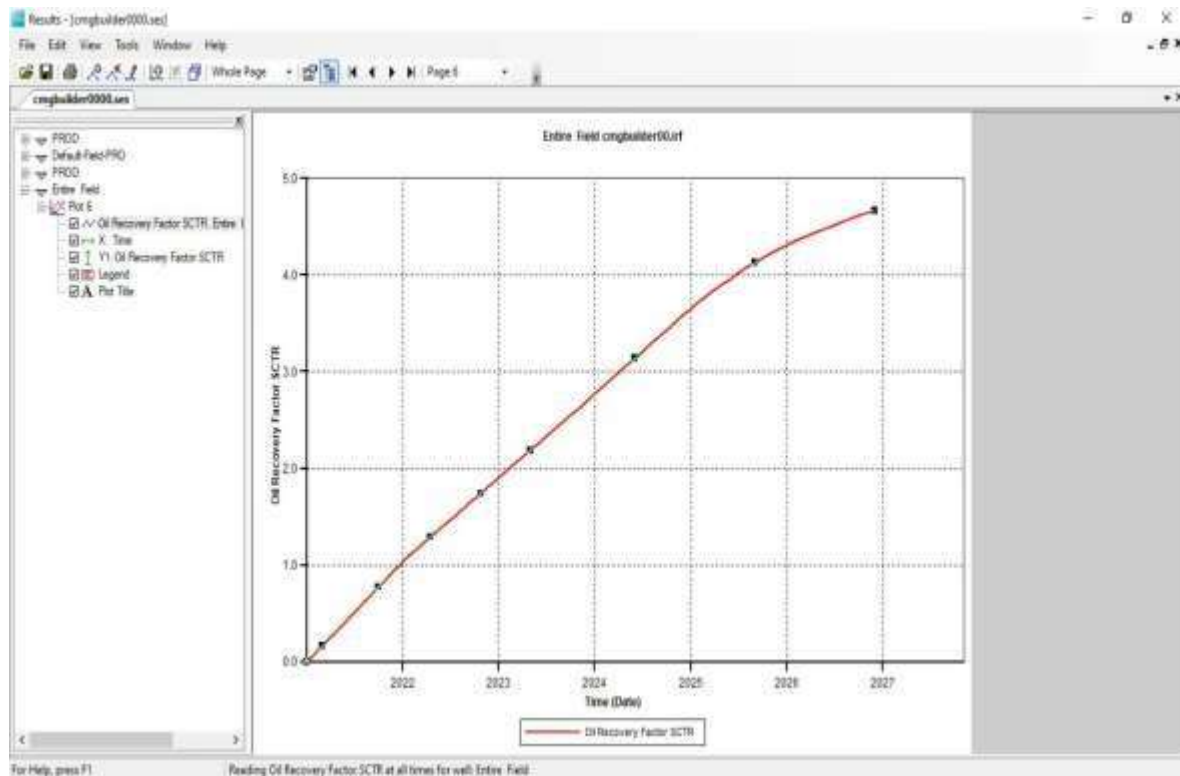 Results - [cmgbuilder0000.ses]
File Edit View Tools Window Help
Whole Page
Page 6
cmgbuilder0000.ses
PROD
Default-Field-PRO
PROD
Entire Field
Plot 6
Oil Recovery Factor SCTR, Entire
X: Time
Y1: Oil Recovery Factor SCTR
Legend
A Plot Title
Entire Field cmgbuilder00.irf
Oil Recovery Factor SCTR
5.0
4.0
3.0
2.0
1.0
0.0
2022 2023 2024 2025 2026 2027
Time (Date)
Oil Recovery Factor SCTR
For Help, press F1 Reading Oil Recovery Factor SCTR at all times for well: Entire Field